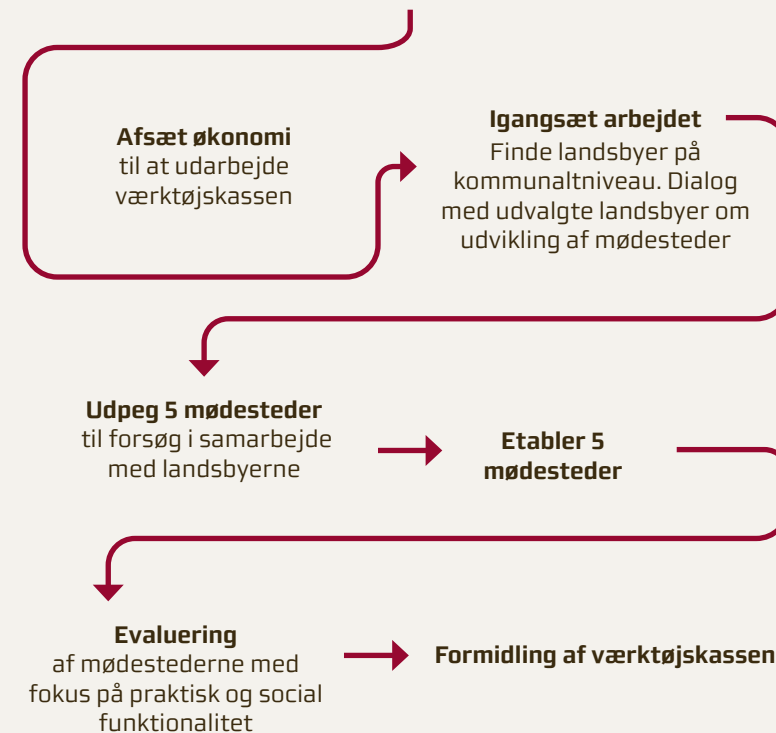 Afsæt økonomi
til at udarbejde
værktøjskassen
Igangsæt arbejdet
Finde landsbyer på
kommunaltniveau. Dialog
med udvalgte landsbyer om
udvikling af mødesteder
Udpeg 5 mødesteder
til forsøg i samarbejde
med landsbyerne
Etabler 5
mødesteder
Evaluering
af mødestederne med
fokus på praktisk og social
funktionalitet
Formidling af værktøjskassen